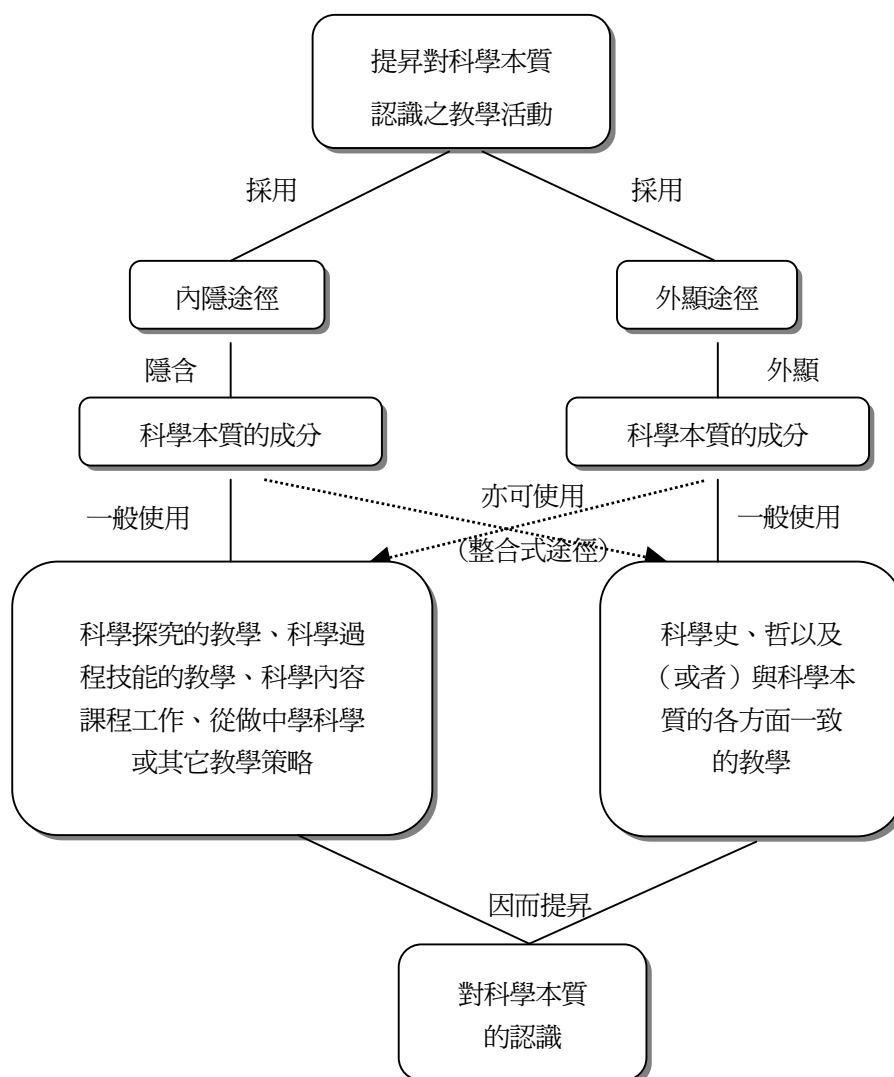 提昇對科學本質
認識之教學活動
採用
採用
內隱途徑
外顯途徑
隱含
外顯
科學本質的成分
科學本質的成分
一般使用
亦可使用
一般使用
（整合式途徑）
科學探究的教學、科學過
程技能的教學、科學內容
課程工作、從做中學科學
或其它教學策略
科學史、哲以及
（或者）與科學本
質的各方面一致
的教學
因而提昇
對科學本質
的認識